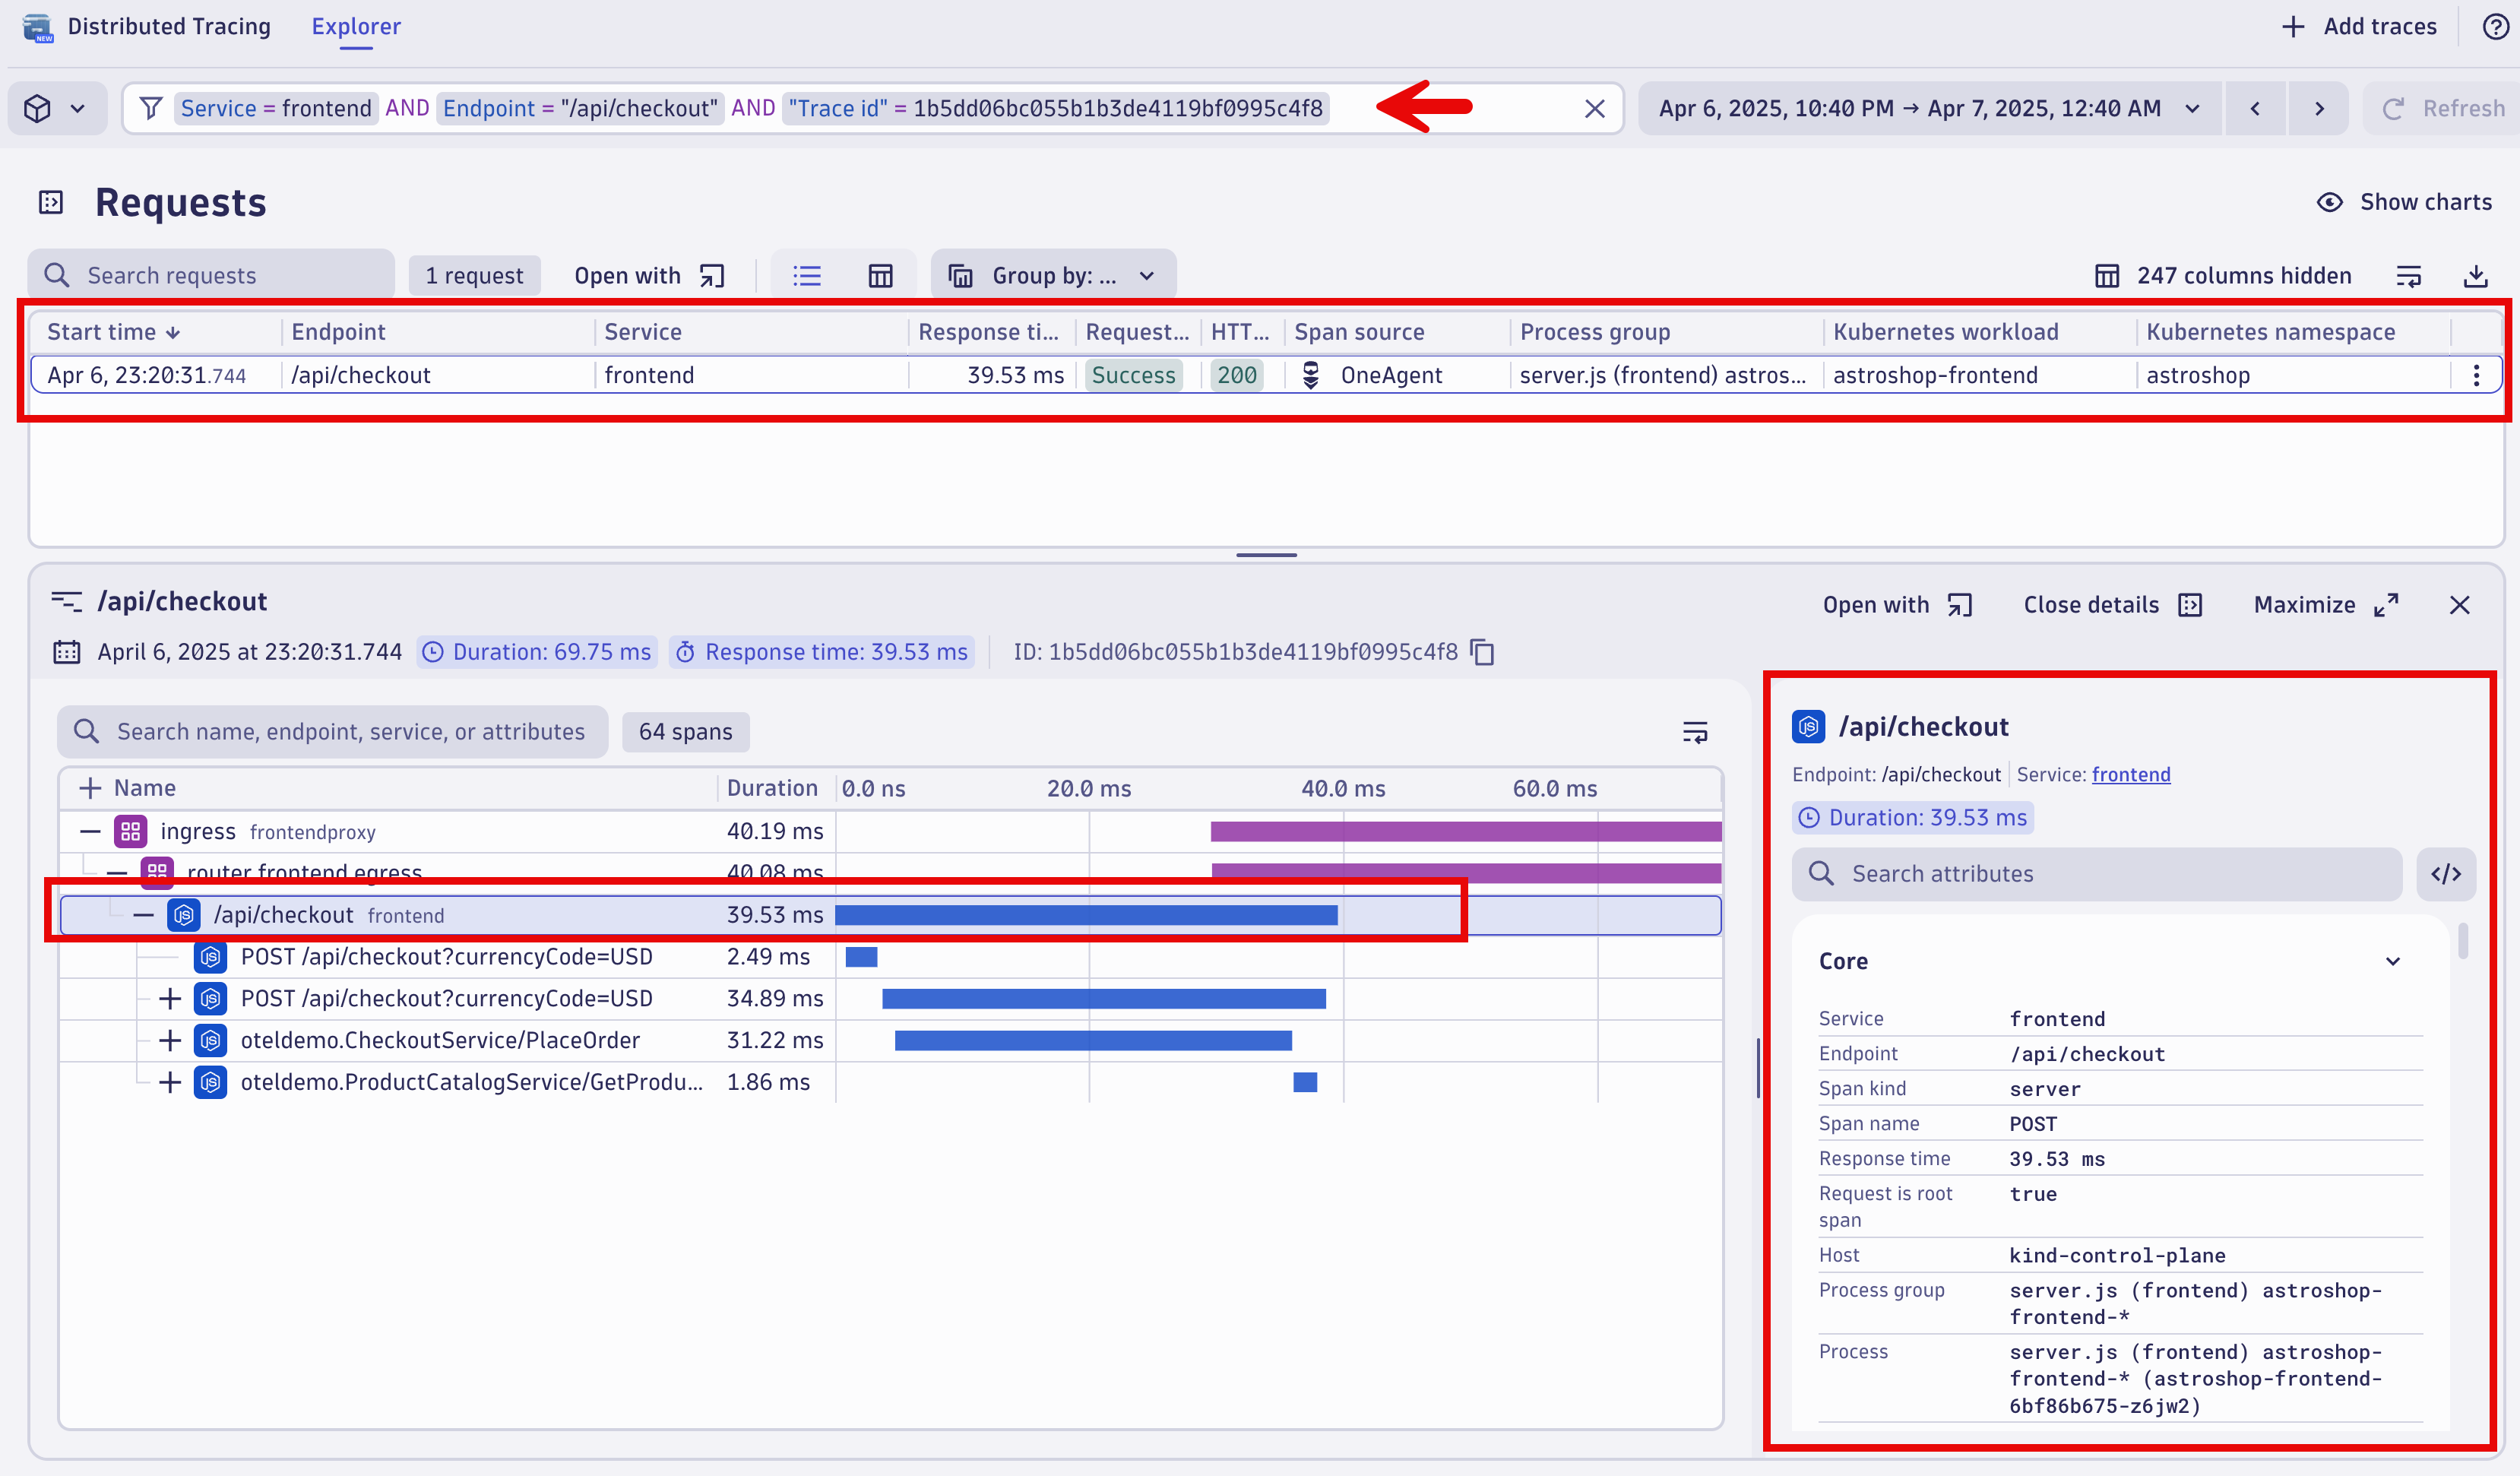 NEW Distributed Tracing Explorer Add traces
Service = frontend AND Endpoint = "/api/checkout" AND "Trace id" = 1b5dd06bc055b1b3de4119bf0995c4f8 Apr 6, 2025, 10:40 PM → Apr 7, 2025, 12:40 AM Refresh
Requests Show charts
Search requests 1 request Open with Group by: ... 247 columns hidden
Start time ↓ Endpoint Service Response ti... Request... HTT... Span source Process group Kubernetes workload Kubernetes namespace
Apr 6, 23:20:31.744 /api/checkout frontend 39.53 ms Success 200 OneAgent server.js (frontend) astros... astroshop-frontend astroshop
/api/checkout Open with Close details Maximize
April 6, 2025 at 23:20:31.744 Duration: 69.75 ms Response time: 39.53 ms ID: 1b5dd06bc055b1b3de4119bf0995c4f8
Search name, endpoint, service, or attributes 64 spans
Name Duration 0.0 ns 20.0 ms 40.0 ms 60.0 ms
ingress frontendproxy 40.19 ms
router frontend egress 40.08 ms
/api/checkout frontend 39.53 ms
POST /api/checkout?currencyCode=USD 2.49 ms
POST /api/checkout?currencyCode=USD 34.89 ms
oteldemo.CheckoutService/PlaceOrder 31.22 ms
oteldemo.ProductCatalogService/GetProdu... 1.86 ms
/api/checkout
Endpoint: /api/checkout Service: frontend
Duration: 39.53 ms
Search attributes </>
Core
Service frontend
Endpoint /api/checkout
Span kind server
Span name POST
Response time 39.53 ms
Request is root true
span
Host kind-control-plane
Process group server.js (frontend) astroshop-
frontend-*
Process server.js (frontend) astroshop-
frontend-* (astroshop-frontend-
6bf86b675-z6jw2)